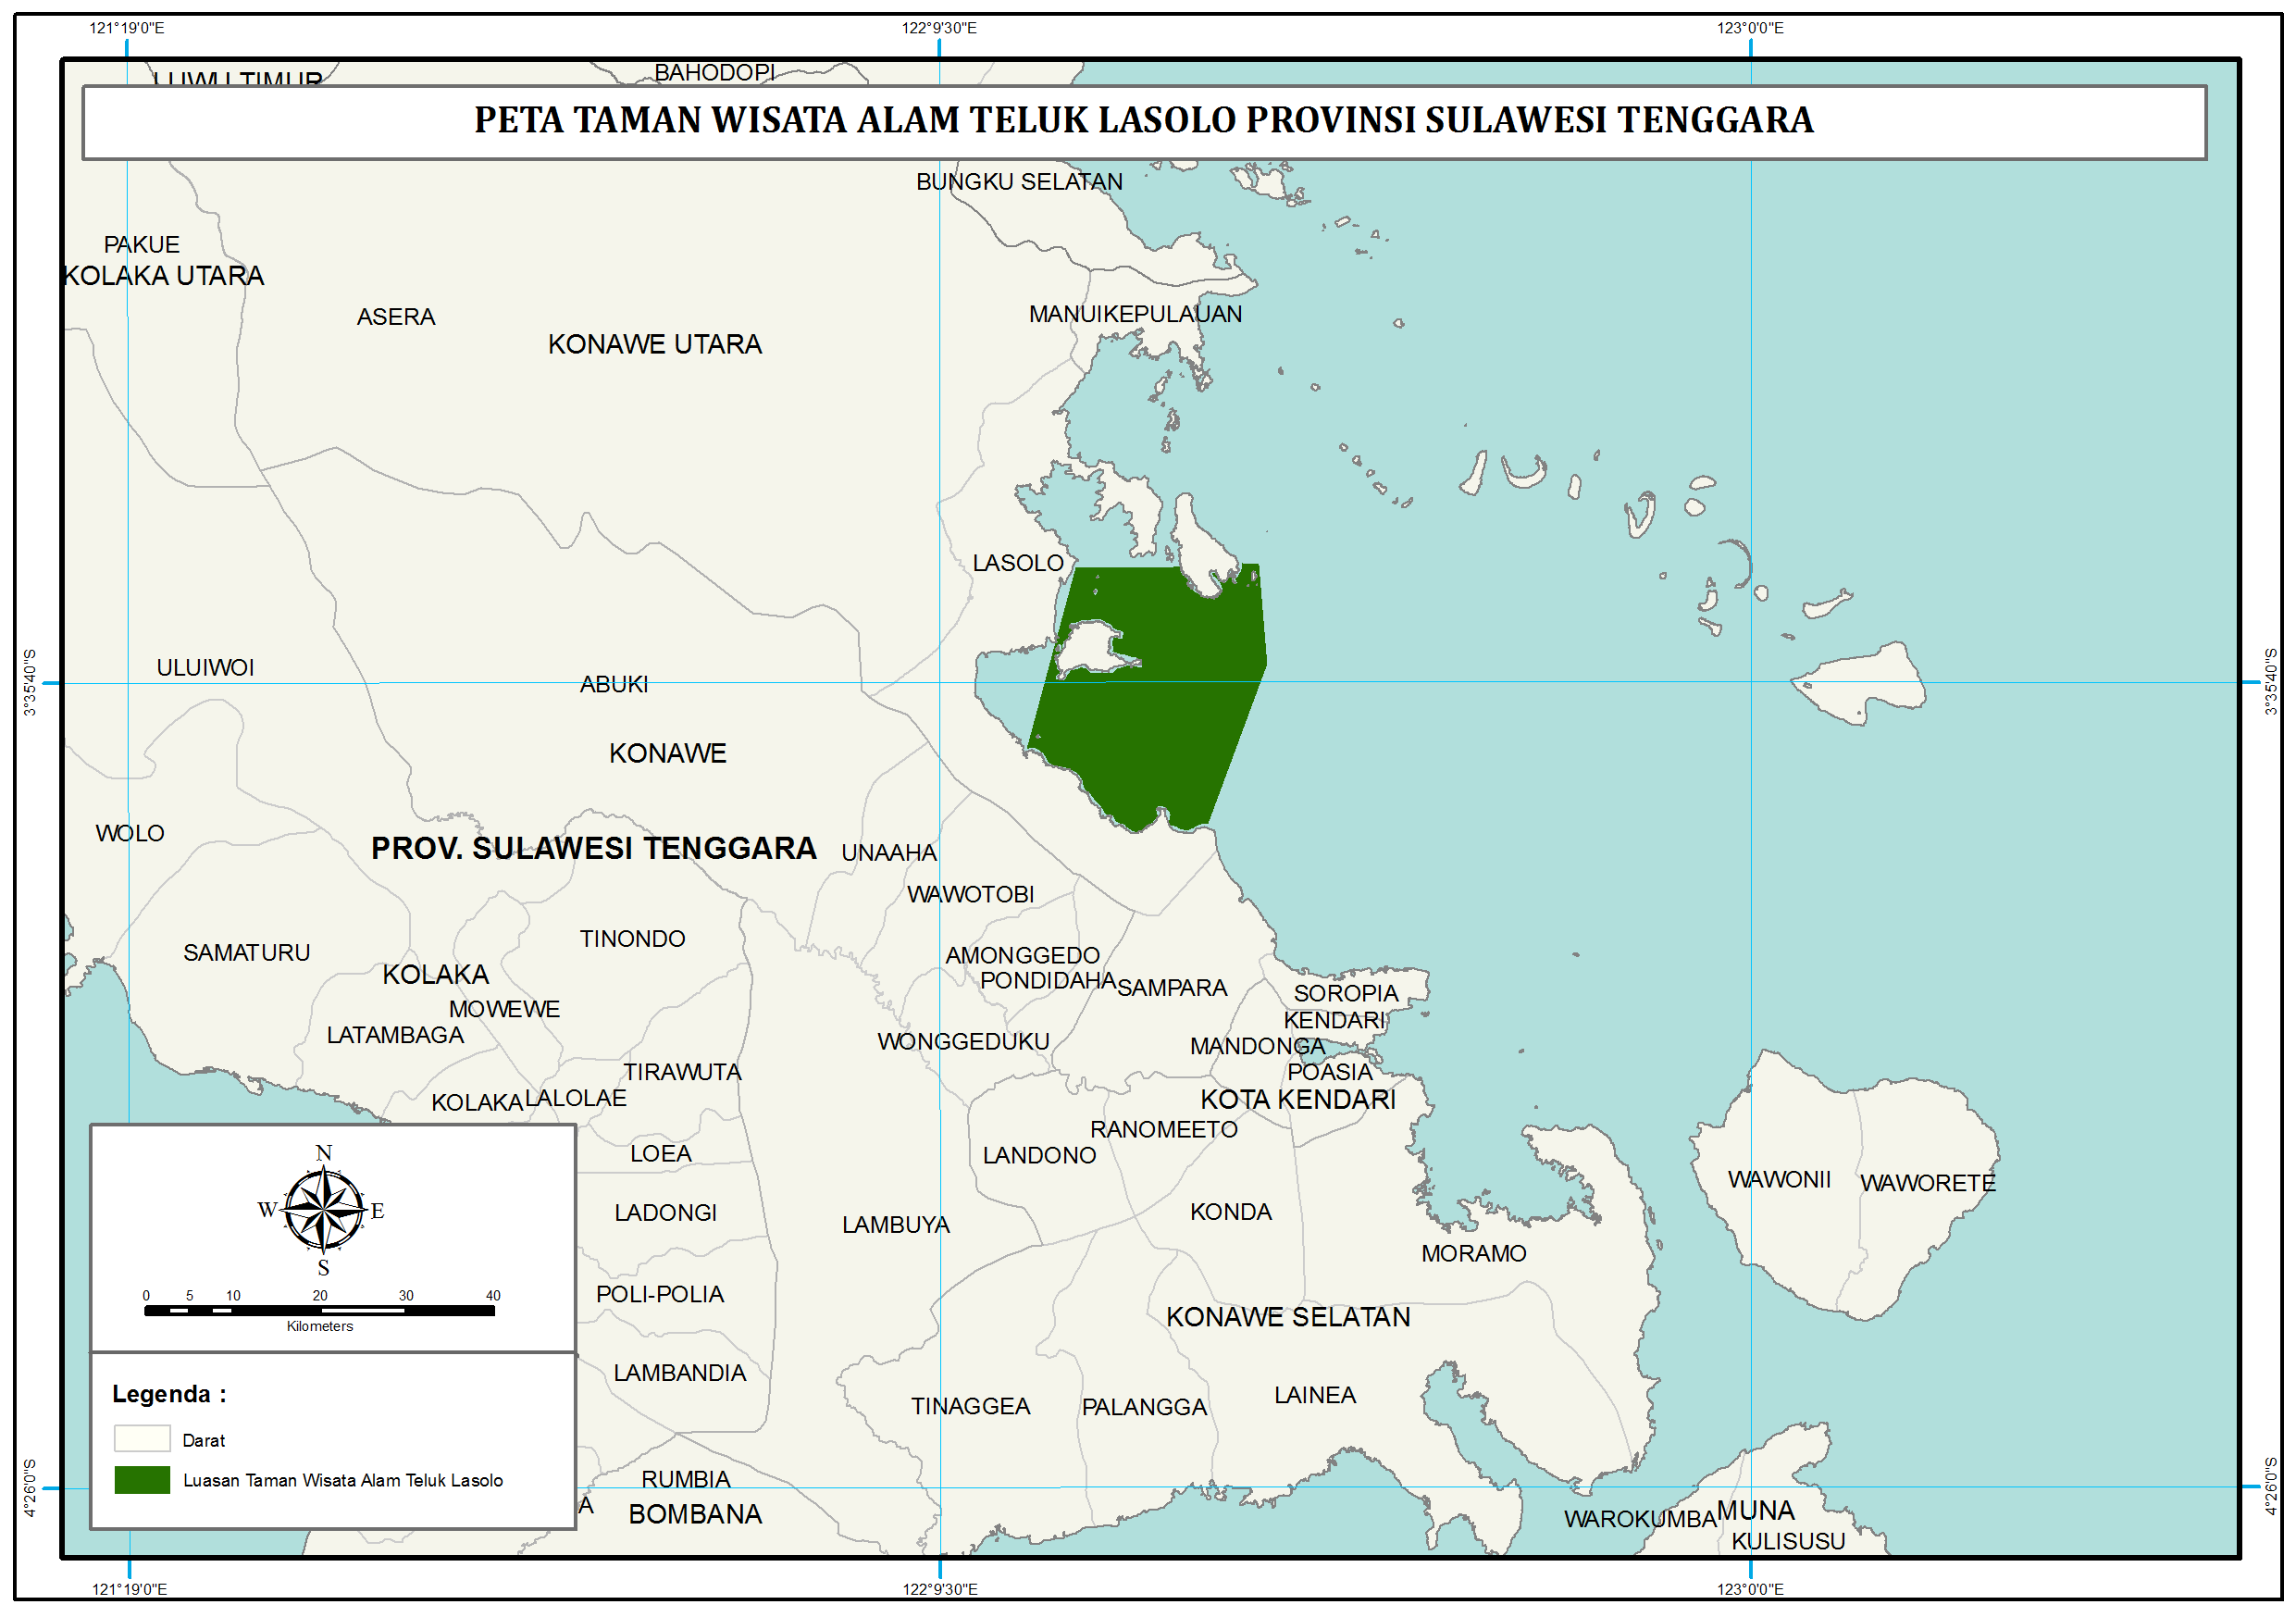 121°19'0"E 122°9'30"E 123°0'0"E
LUWU TIMUR
BAHODOPI
PETA TAMAN WISATA ALAM TELUK LASOLO PROVINSI SULAWESI TENGGARA
BUNGKU SELATAN
PAKUE
KOLAKA UTARA
MANUIKEPULAUAN
ASERA
KONAWE UTARA
LASOLO
3°35'40"S
ULUIWOI
ABUKI
3°35'40"S
KONAWE
WOLO
PROV. SULAWESI TENGGARA
UNAAHA
WAWOTOBI
TINONDO
SAMATURU
AMONGGEDO
KOLAKA
PONDIDAHA
SAMPARA
SOROPIA
MOWEWE
KENDARI
LATAMBAGA
WONGGEDUKU
MANDONGA
TIRAWUTA
POASIA
KOLAKA
LALOLAE
KOTA KENDARI
RANOMEETO
LOEA
LANDONO
WAWONII
WAWORETE
LADONGI
LAMBUYA
KONDA
MORAMO
POLI-POLIA
KONAWE SELATAN
LAMBANDIA
TINAGGEA
PALANGGA
LAINEA
N
W E
S
0 5 10 20 30 40
Kilometers
Legenda :
Darat
Luasan Taman Wisata Alam Teluk Lasolo
4°26'0"S
RUMBIA
4°26'0"S
A
BOMBANA
WAROKUMBA
MUNA
KULISUSU
121°19'0"E 122°9'30"E 123°0'0"E